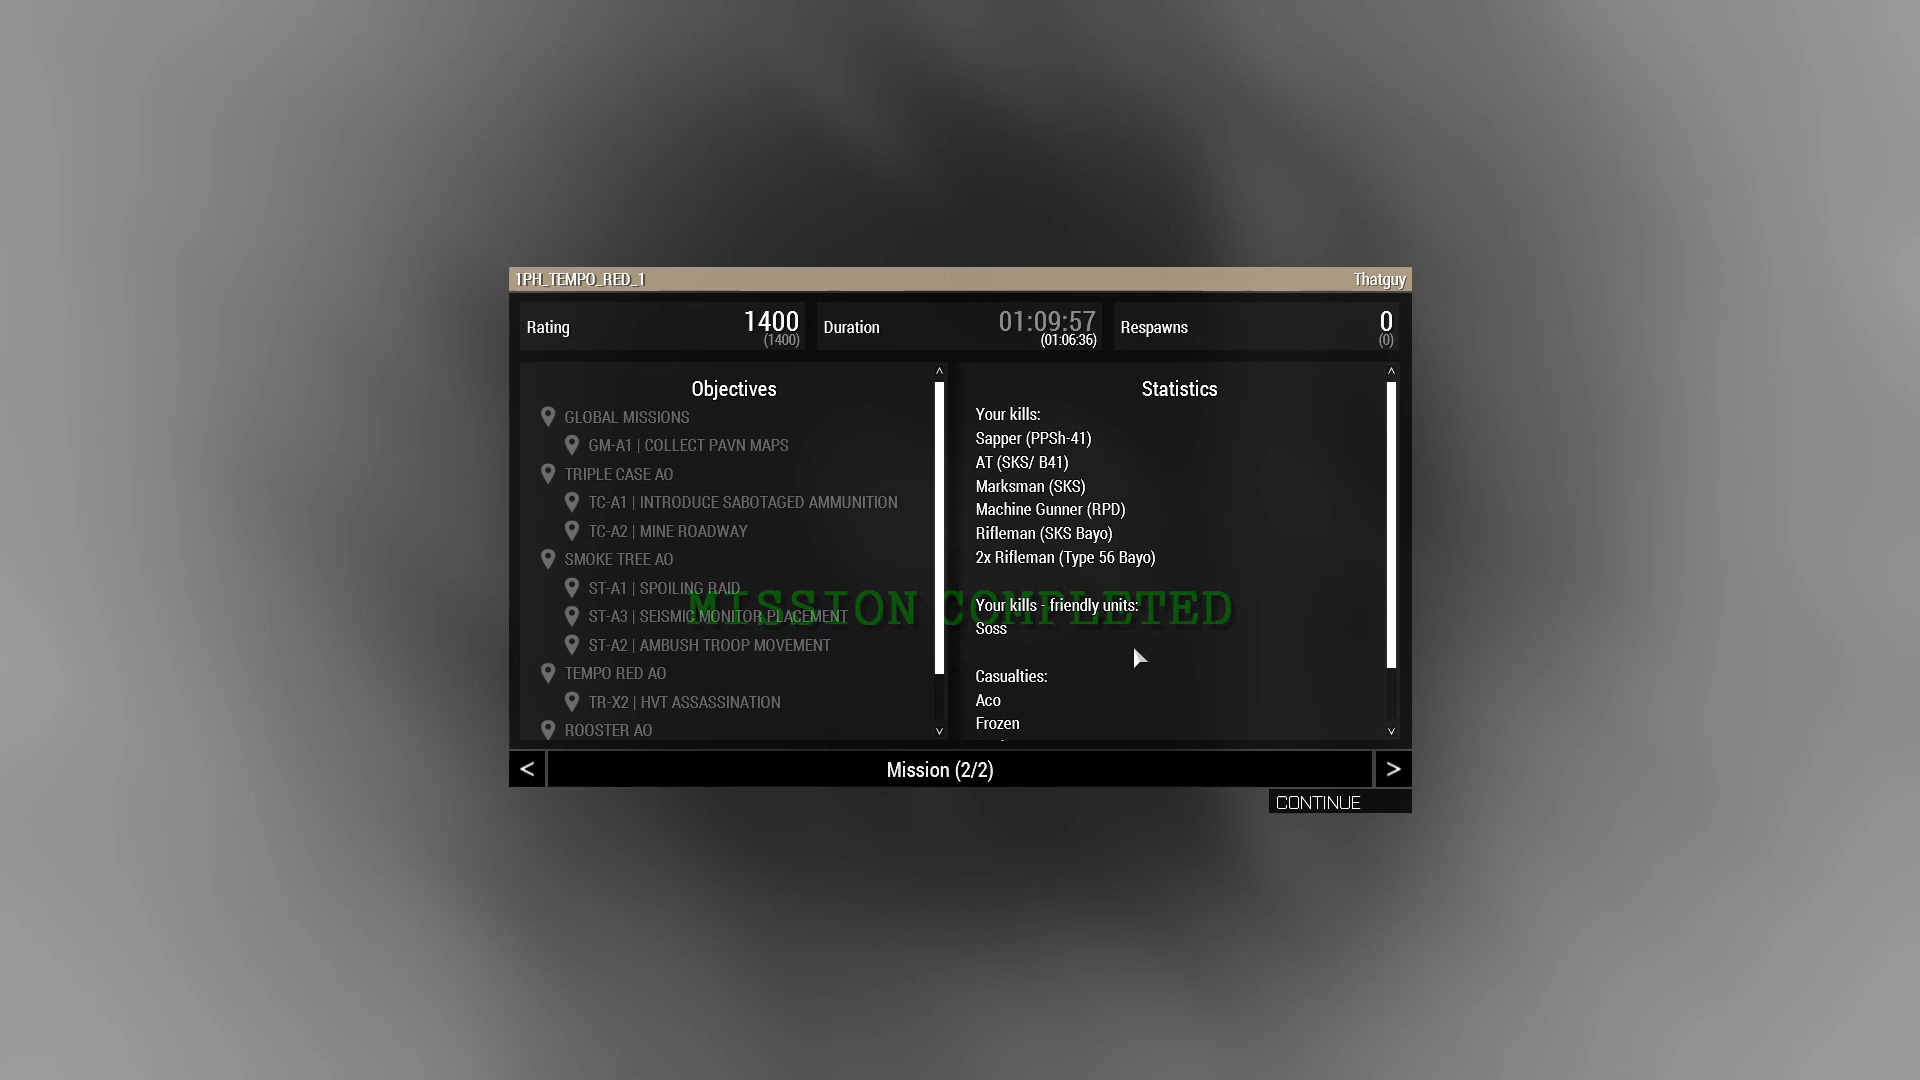 1PH_TEMPO_RED_1
Thatguy
Rating
1400
(1400)
Duration
01:09:57
(01:06:36)
Respawns
0
(0)
Objectives
GLOBAL MISSIONS
GM-A1 | COLLECT PAVN MAPS
TRIPLE CASE AO
TC-A1 | INTRODUCE SABOTAGED AMMUNITION
TC-A2 | MINE ROADWAY
SMOKE TREE AO
ST-A1 | SPOILING RAID
ST-A3 | SEISMIC MONITOR PLACEMENT
ST-A2 | AMBUSH TROOP MOVEMENT
TEMPO RED AO
TR-X2 | HVT ASSASSINATION
ROOSTER AO
Statistics
Your kills:
Sapper (PPSh-41)
AT (SKS/ B41)
Marksman (SKS)
Machine Gunner (RPD)
Rifleman (SKS Bayo)
2x Rifleman (Type 56 Bayo)
Your kills - friendly units:
Soss
Casualties:
Aco
Frozen
MISSION COMPLETED
<
Mission (2/2)
>
CONTINUE